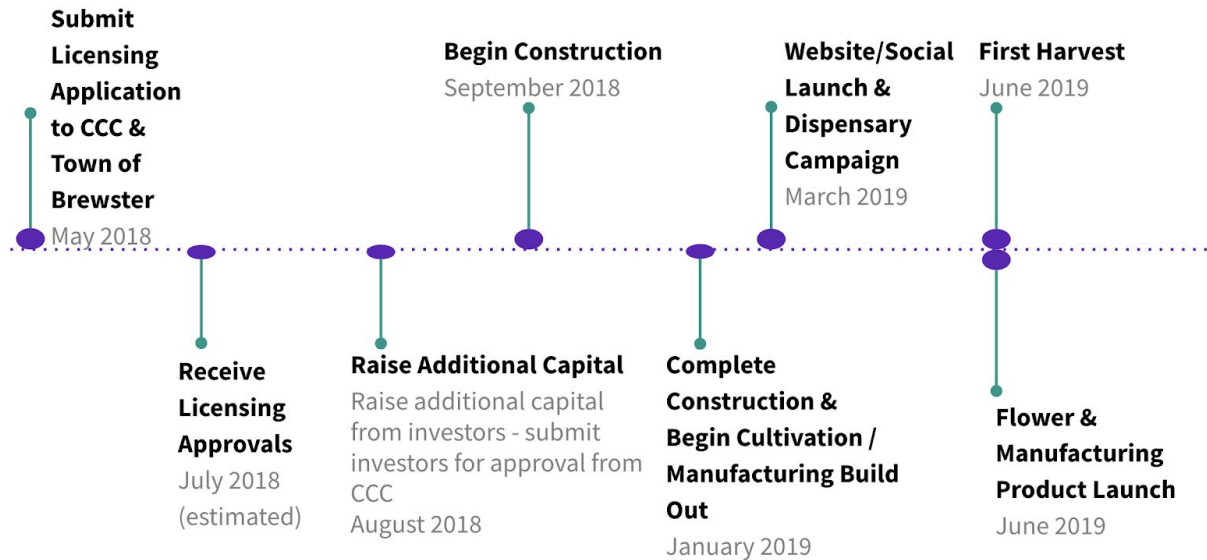 Submit
Licensing
Application
to CCC &
Town of
Brewster
May 2018
Receive
Licensing
Approvals
July 2018
(estimated)
Raise Additional Capital
Raise additional capital
from investors - submit
investors for approval from
CCC
August 2018
Begin Construction
September 2018
Complete
Construction &
Begin Cultivation /
Manufacturing Build
Out
January 2019
Website/Social
Launch &
Dispensary
Campaign
March 2019
First Harvest
June 2019
Flower &
Manufacturing
Product Launch
June 2019